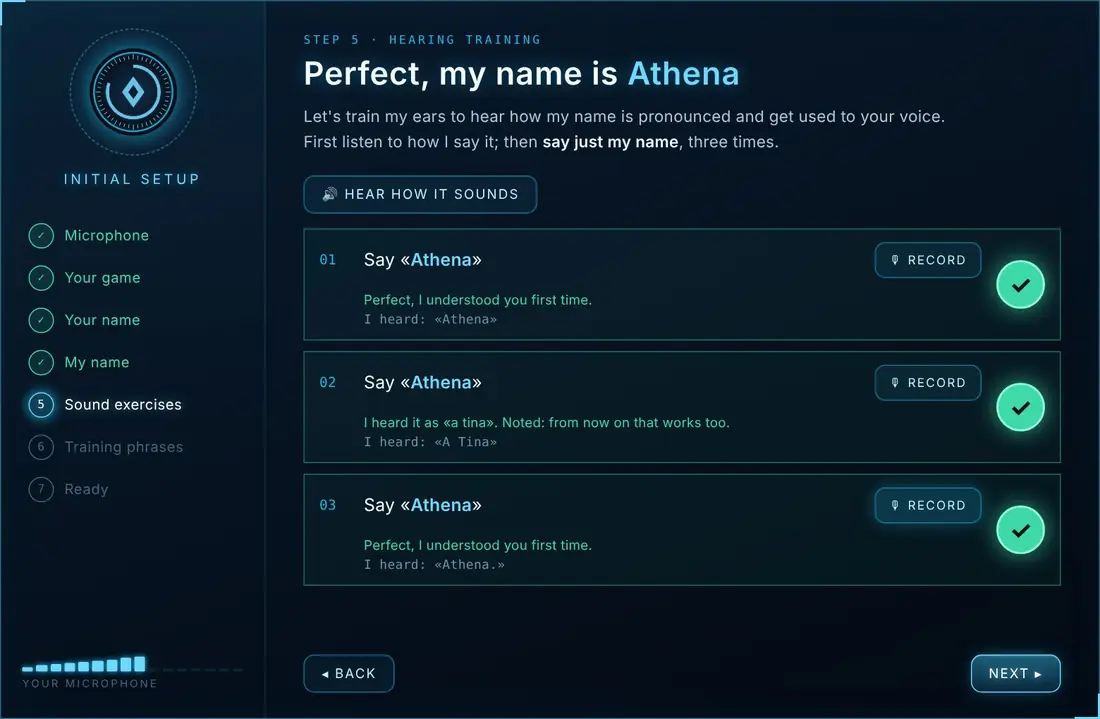 INITIAL SETUP
✓ Microphone
✓ Your game
✓ Your name
✓ My name
5 Sound exercises
6 Training phrases
7 Ready
YOUR MICROPHONE
STEP 5 · HEARING TRAINING
Perfect, my name is Athena
Let's train my ears to hear how my name is pronounced and get used to your voice.
First listen to how I say it; then say just my name, three times.
🔊 HEAR HOW IT SOUNDS
01 Say «Athena» 🎙 RECORD ✓
Perfect, I understood you first time.
I heard: «Athena»
02 Say «Athena» 🎙 RECORD ✓
I heard it as «a tina». Noted: from now on that works too.
I heard: «A Tina»
03 Say «Athena» 🎙 RECORD ✓
Perfect, I understood you first time.
I heard: «Athena.»
◂ BACK
NEXT ▸